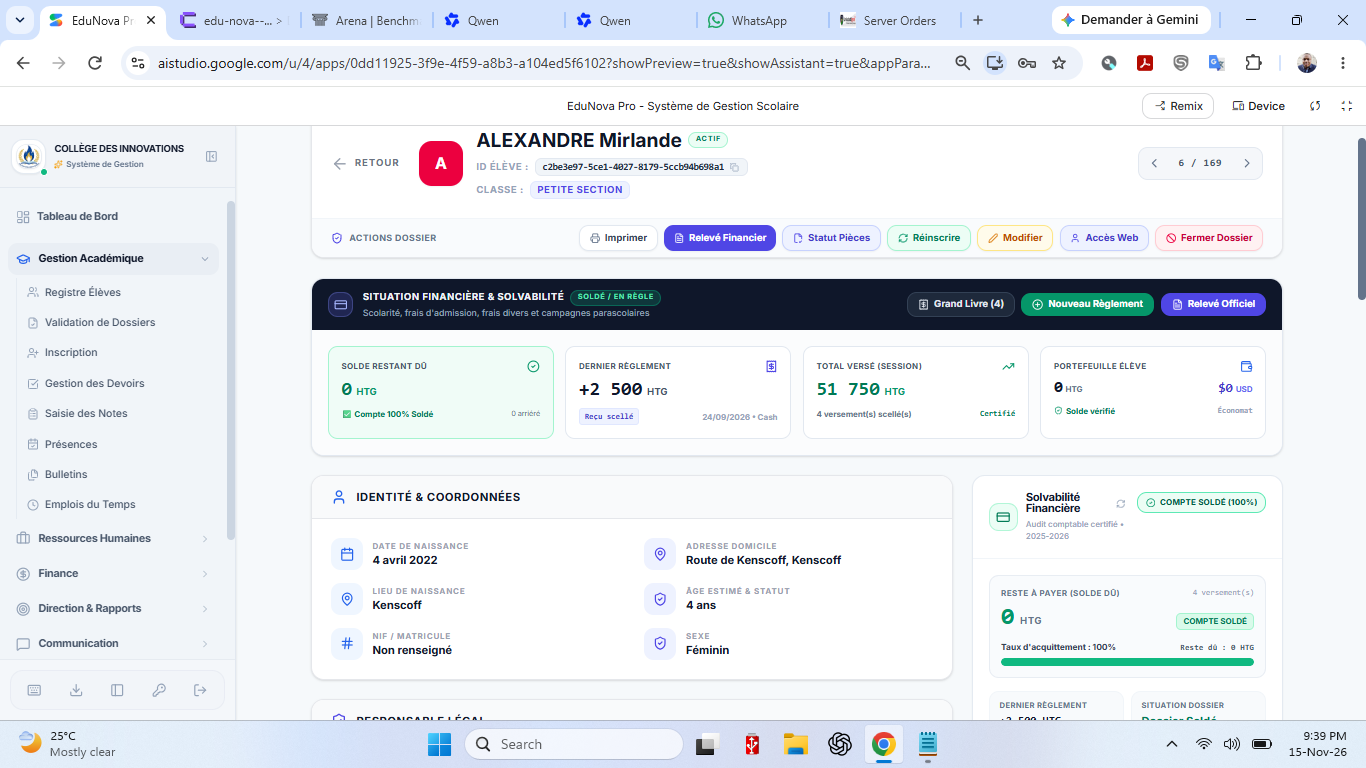 EduNova Pr
edu-nova--... >
Arena | Benchm
Qwen
Qwen
WhatsApp
Server Orders
Demander à Gemini
aistudio.google.com/u/4/apps/0dd11925-3f9e-4f59-a8b3-a104ed5f6102?showPreview=true&showAssistant=true&appPara...
EduNova Pro - Système de Gestion Scolaire
Remix
Device
COLLÈGE DES INNOVATIONS
Système de Gestion
Tableau de Bord
Gestion Académique
Registre Élèves
Validation de Dossiers
Inscription
Gestion des Devoirs
Saisie des Notes
Présences
Bulletins
Emplois du Temps
Ressources Humaines
Finance
Direction & Rapports
Communication
RETOUR
A
ALEXANDRE Mirlande
ACTIF
ID ÉLÈVE :
c2be3e97-5ce1-4027-8179-5ccb94b698a1
CLASSE :
PETITE SECTION
6 / 169
ACTIONS DOSSIER
Imprimer
Relevé Financier
Statut Pièces
Réinscrire
Modifier
Accès Web
Fermer Dossier
SITUATION FINANCIÈRE & SOLVABILITÉ
SOLDÉ / EN RÈGLE
Scolarité, frais d'admission, frais divers et campagnes parascolaires
Grand Livre (4)
Nouveau Règlement
Relevé Officiel
SOLDE RESTANT DÛ
0 HTG
Compte 100% Soldé
0 arriéré
DERNIER RÈGLEMENT
+2 500 HTG
Reçu scellé
24/09/2026 • Cash
TOTAL VERSÉ (SESSION)
51 750 HTG
4 versement(s) scellé(s)
Certifié
PORTEFEUILLE ÉLÈVE
0 HTG
$0 USD
Solde vérifié
Économat
IDENTITÉ & COORDONNÉES
DATE DE NAISSANCE
4 avril 2022
ADRESSE DOMICILE
Route de Kenscoff, Kenscoff
LIEU DE NAISSANCE
Kenscoff
ÂGE ESTIMÉ & STATUT
4 ans
NIF / MATRICULE
Non renseigné
SEXE
Féminin
RESPONSABLE LÉGAL
Solvabilité
Financière
COMPTE SOLDÉ (100%)
Audit comptable certifié •
2025-2026
RESTE À PAYER (SOLDE DÛ)
4 versement(s)
0 HTG
COMPTE SOLDÉ
Taux d'acquittement : 100%
Reste dû : 0 HTG
DERNIER RÈGLEMENT
+2 500 HTG
SITUATION DOSSIER
Dossier Soldé
25°C
Mostly clear
Search
9:39 PM
15-Nov-26